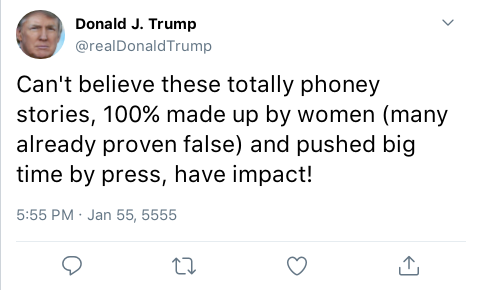 Donald J. Trump
@realDonaldTrump
Can't believe these totally phoney
stories, 100% made up by women (many
already proven false) and pushed big
time by press, have impact!
5:55 PM · Jan 55, 5555